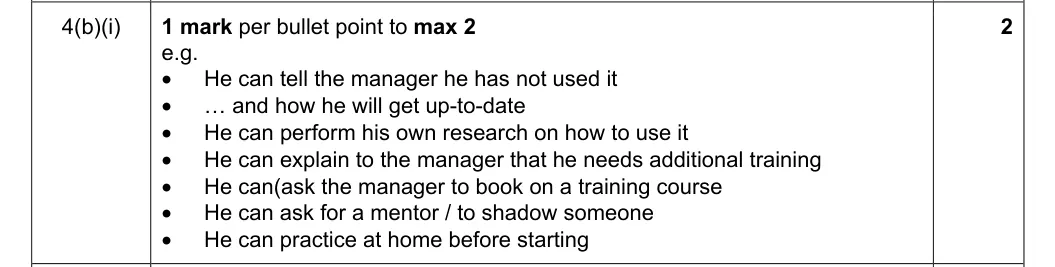 4(b)(i) 1 mark per bullet point to max 2 2
e.g.
• He can tell the manager he has not used it
• … and how he will get up-to-date
• He can perform his own research on how to use it
• He can explain to the manager that he needs additional training
• He can(ask the manager to book on a training course
• He can ask for a mentor / to shadow someone
• He can practice at home before starting